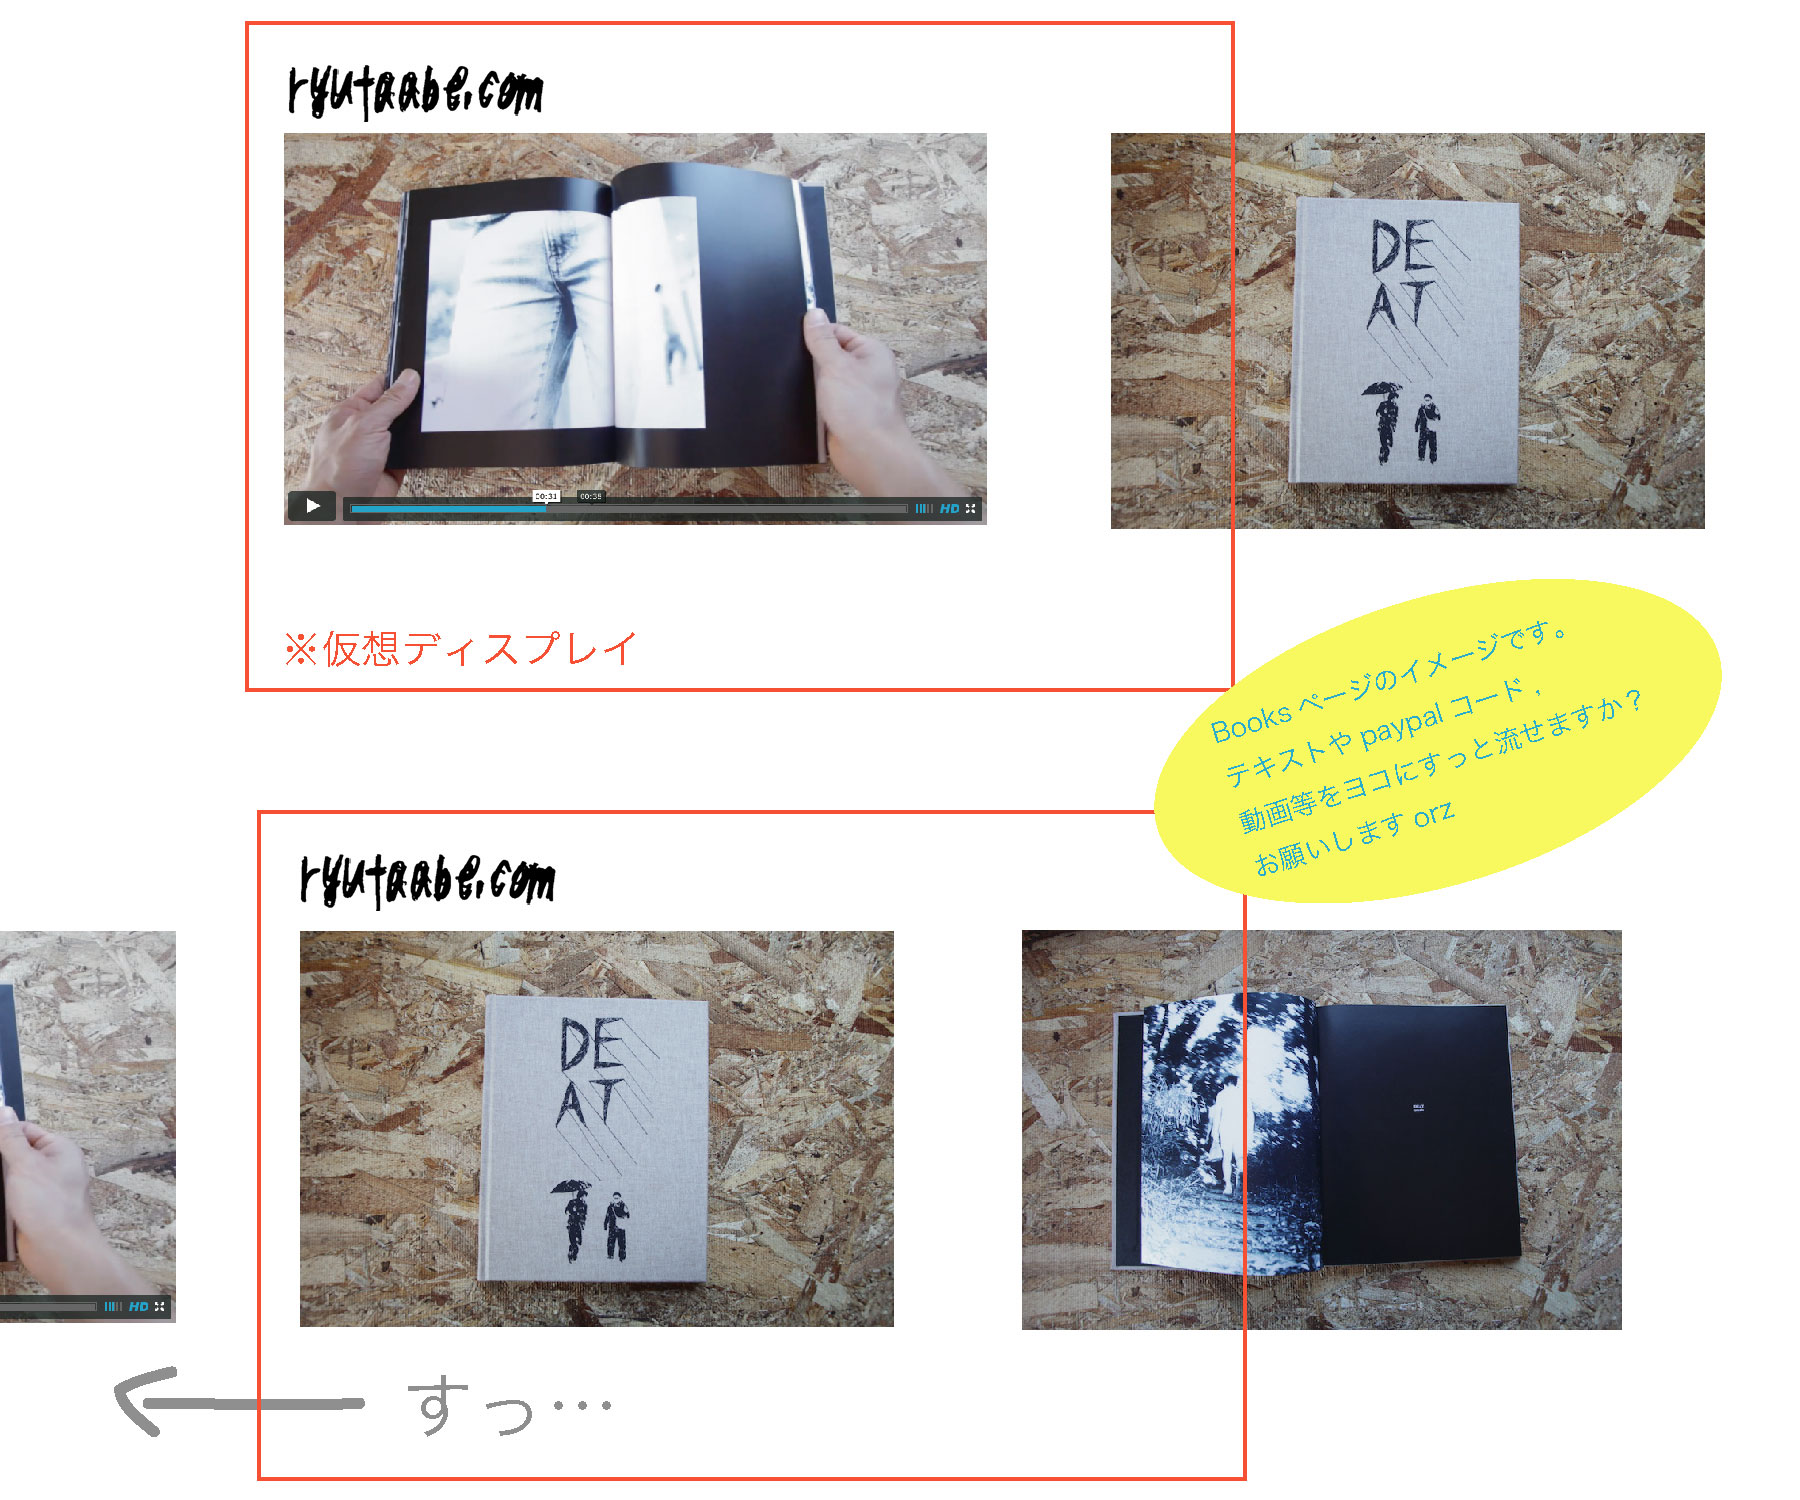 ryutaabe.com
DE
AT
00:31
00:38
HD
※仮想ディスプレイ
Booksページのイメージです。
テキストやpaypalコード，
動画等をヨコにすっと流せますか？
お願いします orz
ryutaabe.com
DE
AT
HD
すっ…